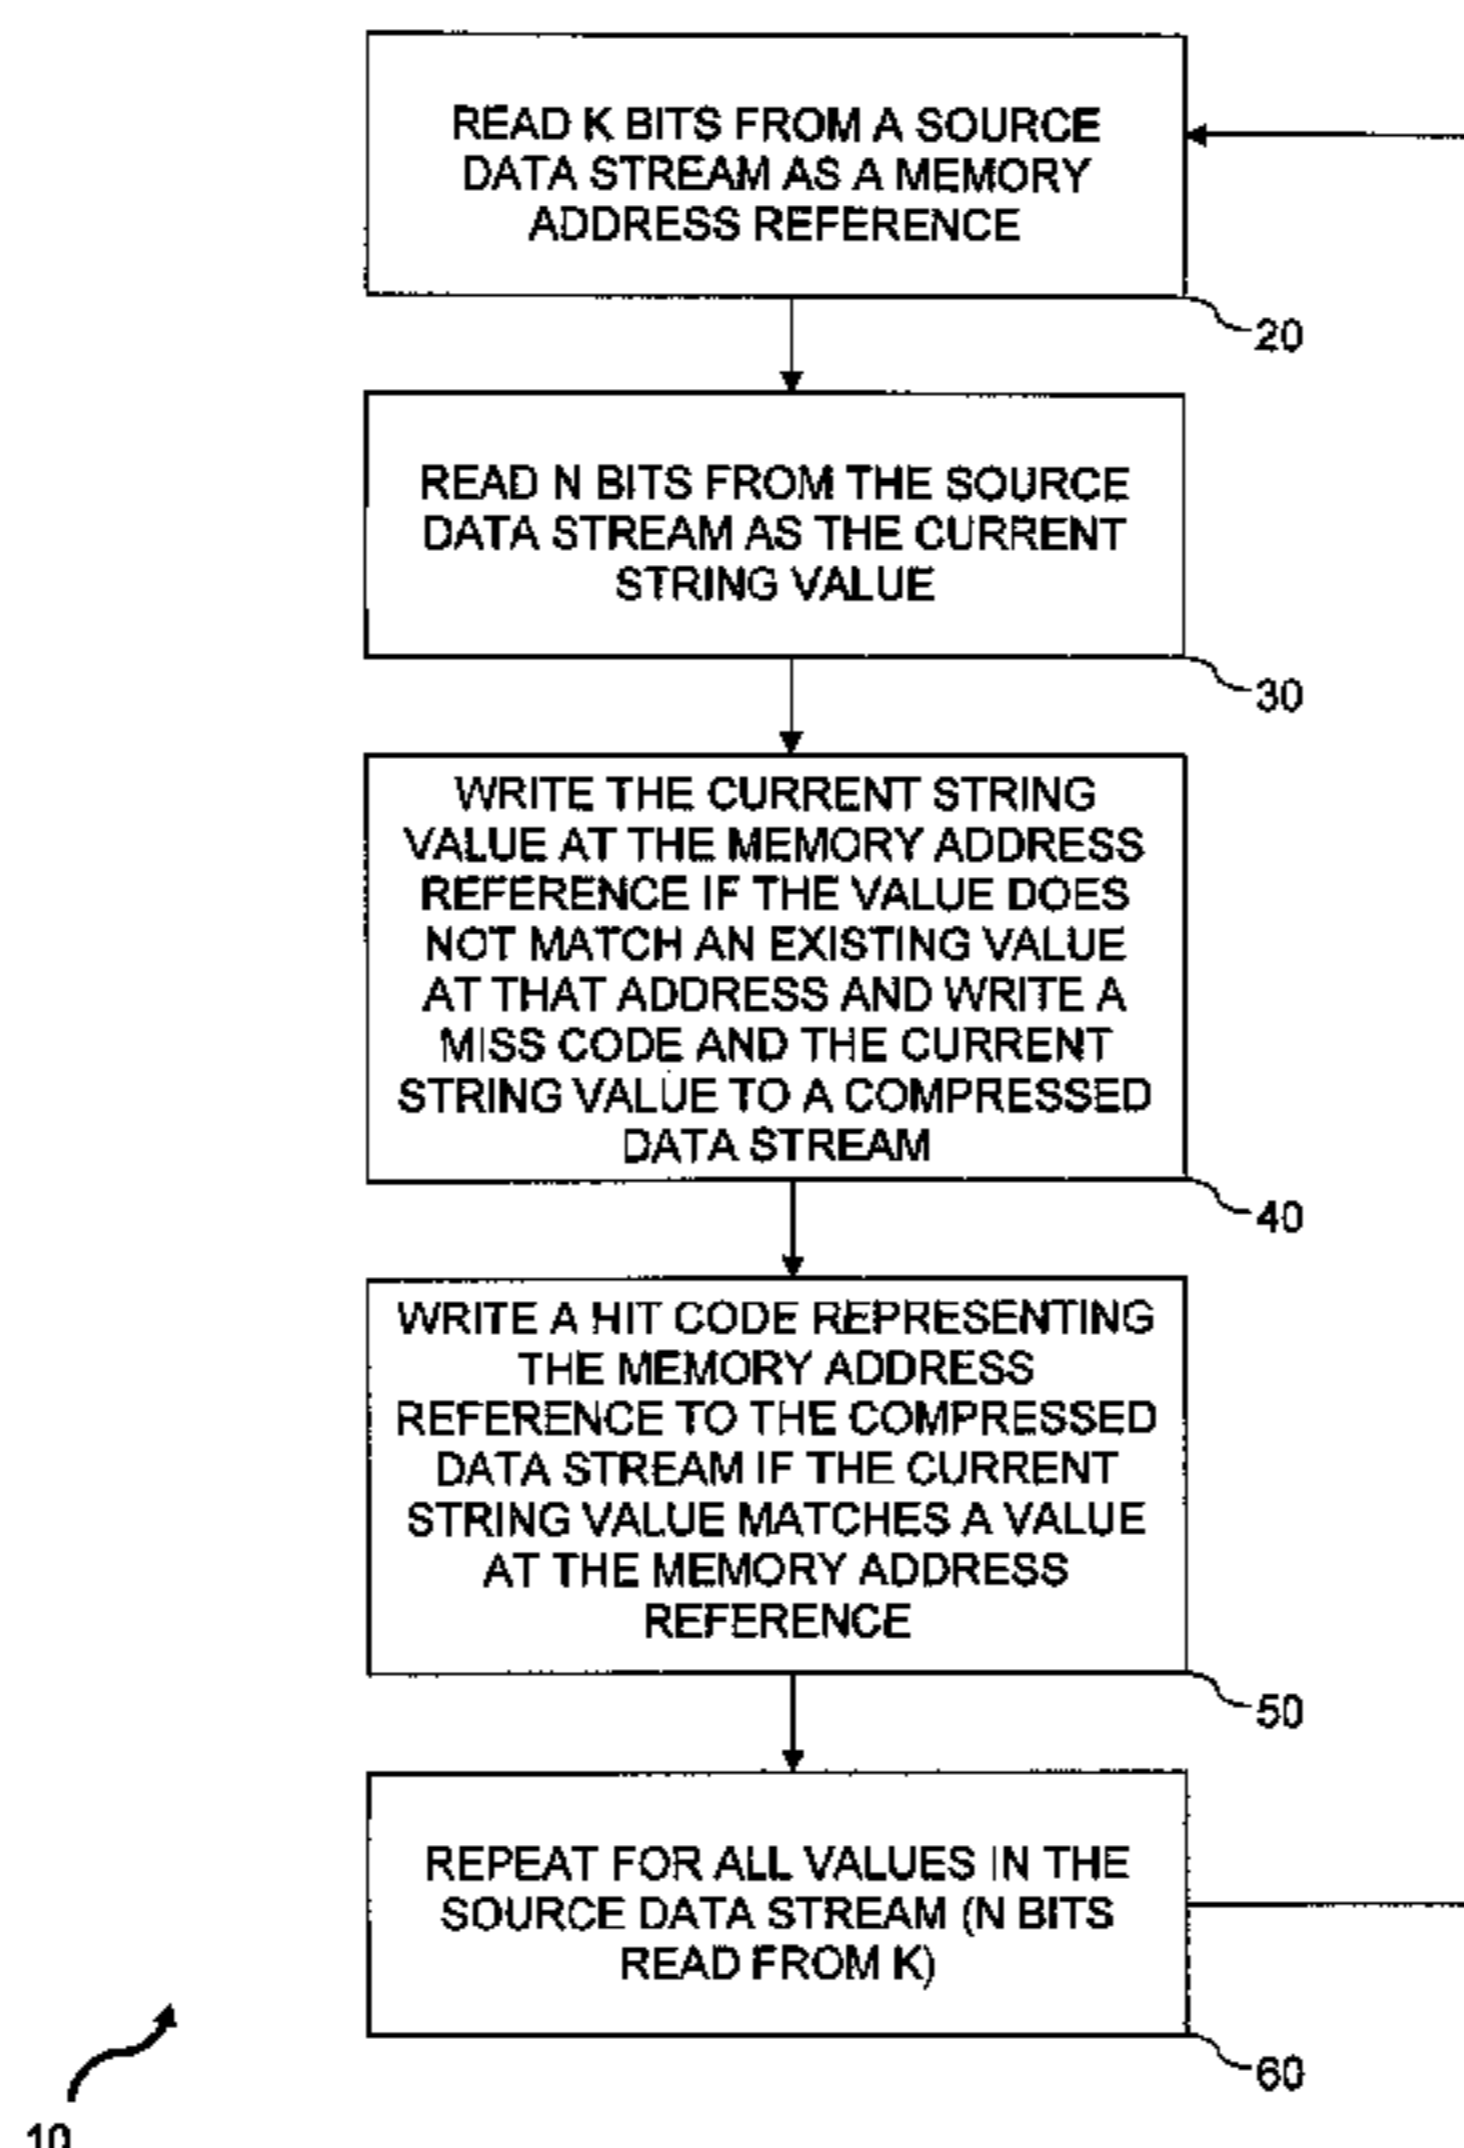 READ K BITS FROM A SOURCE
DATA STREAM AS A MEMORY
ADDRESS REFERENCE
20
READ N BITS FROM THE SOURCE
DATA STREAM AS THE CURRENT
STRING VALUE
30
WRITE THE CURRENT STRING
VALUE AT THE MEMORY ADDRESS
REFERENCE IF THE VALUE DOES
NOT MATCH AN EXISTING VALUE
AT THAT ADDRESS AND WRITE A
MISS CODE AND THE CURRENT
STRING VALUE TO A COMPRESSED
DATA STREAM
40
WRITE A HIT CODE REPRESENTING
THE MEMORY ADDRESS
REFERENCE TO THE COMPRESSED
DATA STREAM IF THE CURRENT
STRING VALUE MATCHES A VALUE
AT THE MEMORY ADDRESS
REFERENCE
50
REPEAT FOR ALL VALUES IN THE
SOURCE DATA STREAM (N BITS
READ FROM K)
60
10